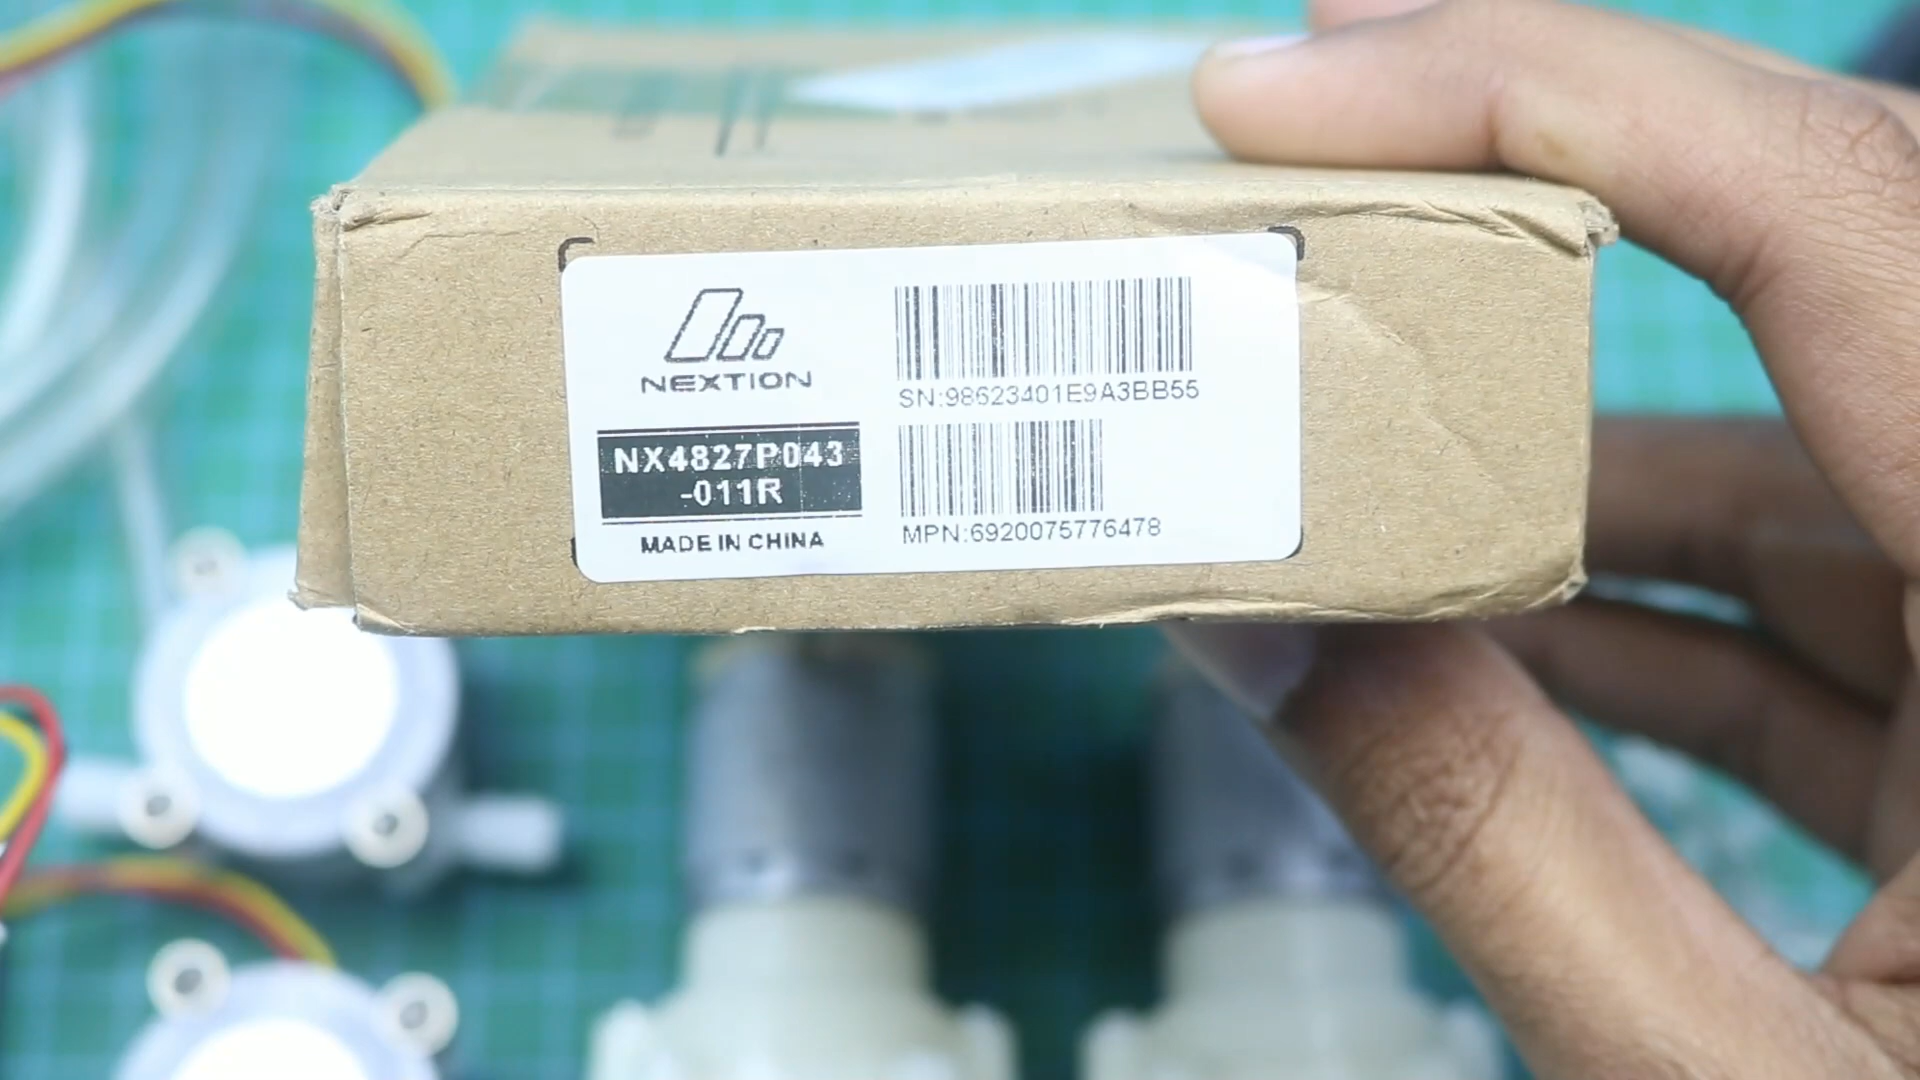 NEXTION
NX4827P043
-011R
MADE IN CHINA
SN:98623401E9A3BB55
MPN:6920075776478